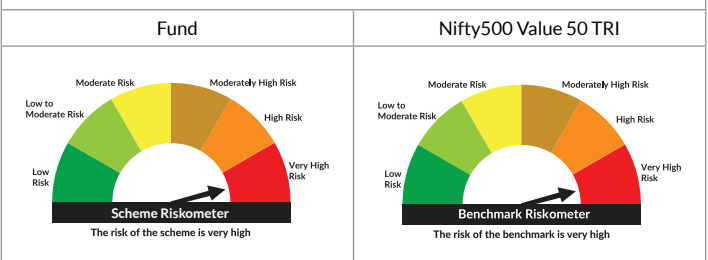 Fund
Nifty500 Value 50 TRI
Moderate Risk
Moderately High Risk
Low to
Moderate Risk
High Risk
Low
Risk
Very High
Risk
Scheme Riskometer
The risk of the scheme is very high
Moderate Risk
Moderately High Risk
Low to
Moderate Risk
High Risk
Low
Risk
Very High
Risk
Benchmark Riskometer
The risk of the benchmark is very high